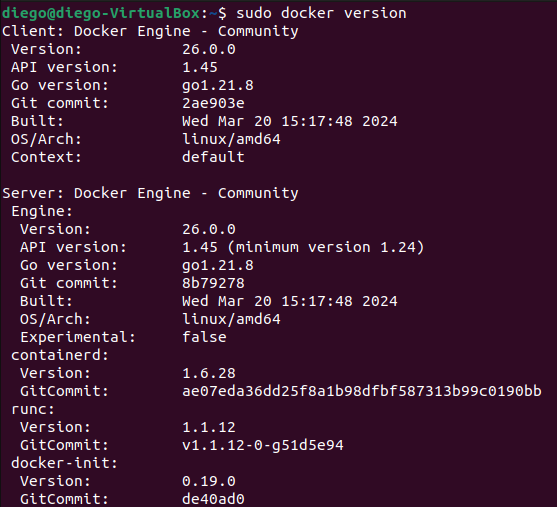 diego@diego-VirtualBox:~$ sudo docker version
Client: Docker Engine - Community
 Version:           26.0.0
 API version:       1.45
 Go version:        go1.21.8
 Git commit:        2ae903e
 Built:             Wed Mar 20 15:17:48 2024
 OS/Arch:           linux/amd64
 Context:           default

Server: Docker Engine - Community
 Engine:
  Version:          26.0.0
  API version:      1.45 (minimum version 1.24)
  Go version:       go1.21.8
  Git commit:       8b79278
  Built:            Wed Mar 20 15:17:48 2024
  OS/Arch:          linux/amd64
  Experimental:     false
 containerd:
  Version:          1.6.28
  GitCommit:        ae07eda36dd25f8a1b98dfbf587313b99c0190bb
 runc:
  Version:          1.1.12
  GitCommit:        v1.1.12-0-g51d5e94
 docker-init:
  Version:          0.19.0
  GitCommit:        de40ad0